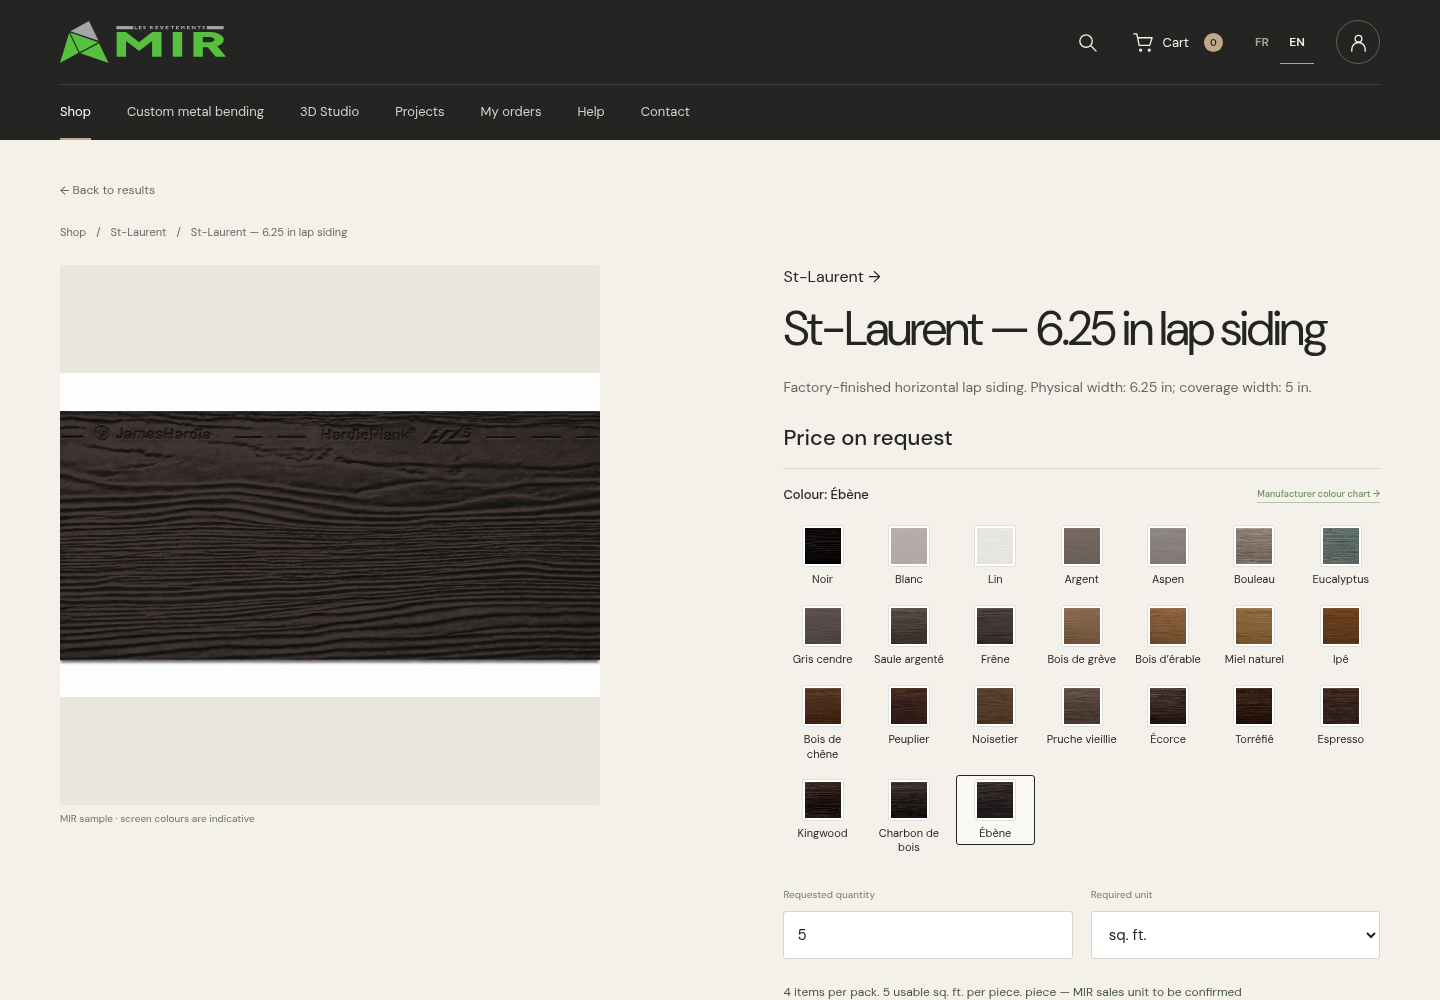 LES REVÊTEMENTS
MIR
Cart
0
FR
EN
Shop
Custom metal bending
3D Studio
Projects
My orders
Help
Contact
← Back to results
Shop / St-Laurent / St-Laurent — 6.25 in lap siding
JamesHardie
HardiePlank HZ5
MIR sample · screen colours are indicative
St-Laurent →
St-Laurent — 6.25 in lap siding
Factory-finished horizontal lap siding. Physical width: 6.25 in; coverage width: 5 in.
Price on request
Colour: Ébène
Manufacturer colour chart →
Noir
Blanc
Lin
Argent
Aspen
Bouleau
Eucalyptus
Gris cendre
Saule argenté
Frêne
Bois de grève
Bois d’érable
Miel naturel
Ipé
Bois de
chêne
Peuplier
Noisetier
Pruche vieillie
Écorce
Torréfié
Espresso
Kingwood
Charbon de
bois
Ébène
Requested quantity
Required unit
5
sq. ft.
4 items per pack. 5 usable sq. ft. per piece. piece — MIR sales unit to be confirmed